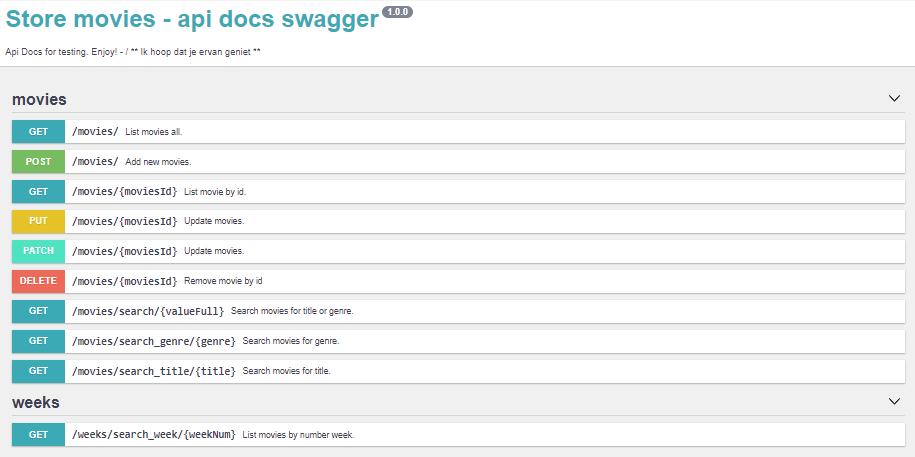 Store movies - api docs swagger 1.0.0
Api Docs for testing. Enjoy! - / ** Ik hoop dat je ervan geniet **
movies
GET /movies/ List movies all.
POST /movies/ Add new movies.
GET /movies/{moviesId} List movie by id.
PUT /movies/{moviesId} Update movies.
PATCH /movies/{moviesId} Update movies.
DELETE /movies/{moviesId} Remove movie by id
GET /movies/search/{valueFull} Search movies for title or genre.
GET /movies/search_genre/{genre} Search movies for genre.
GET /movies/search_title/{title} Search movies for title.
weeks
GET /weeks/search_week/{weekNum} List movies by number week.